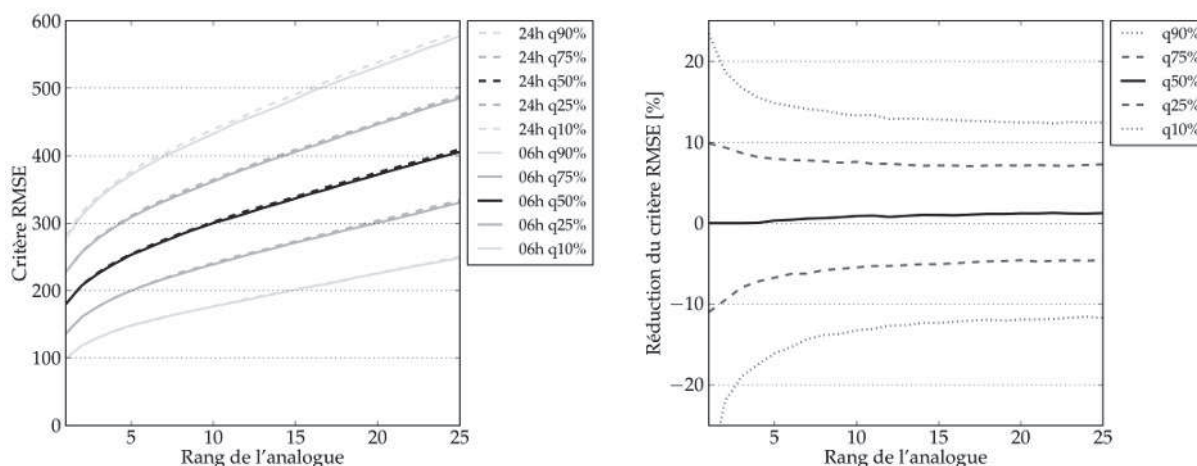 Critère RMSE
600
500
400
300
200
100
0
5
10
15
20
25
Rang de l'analogue
24h q90%
24h q75%
24h q50%
24h q25%
24h q10%
06h q90%
06h q75%
06h q50%
06h q25%
06h q10%
Réduction du critère RMSE [%]
20
10
0
−10
−20
5
10
15
20
25
Rang de l'analogue
q90%
q75%
q50%
q25%
q10%